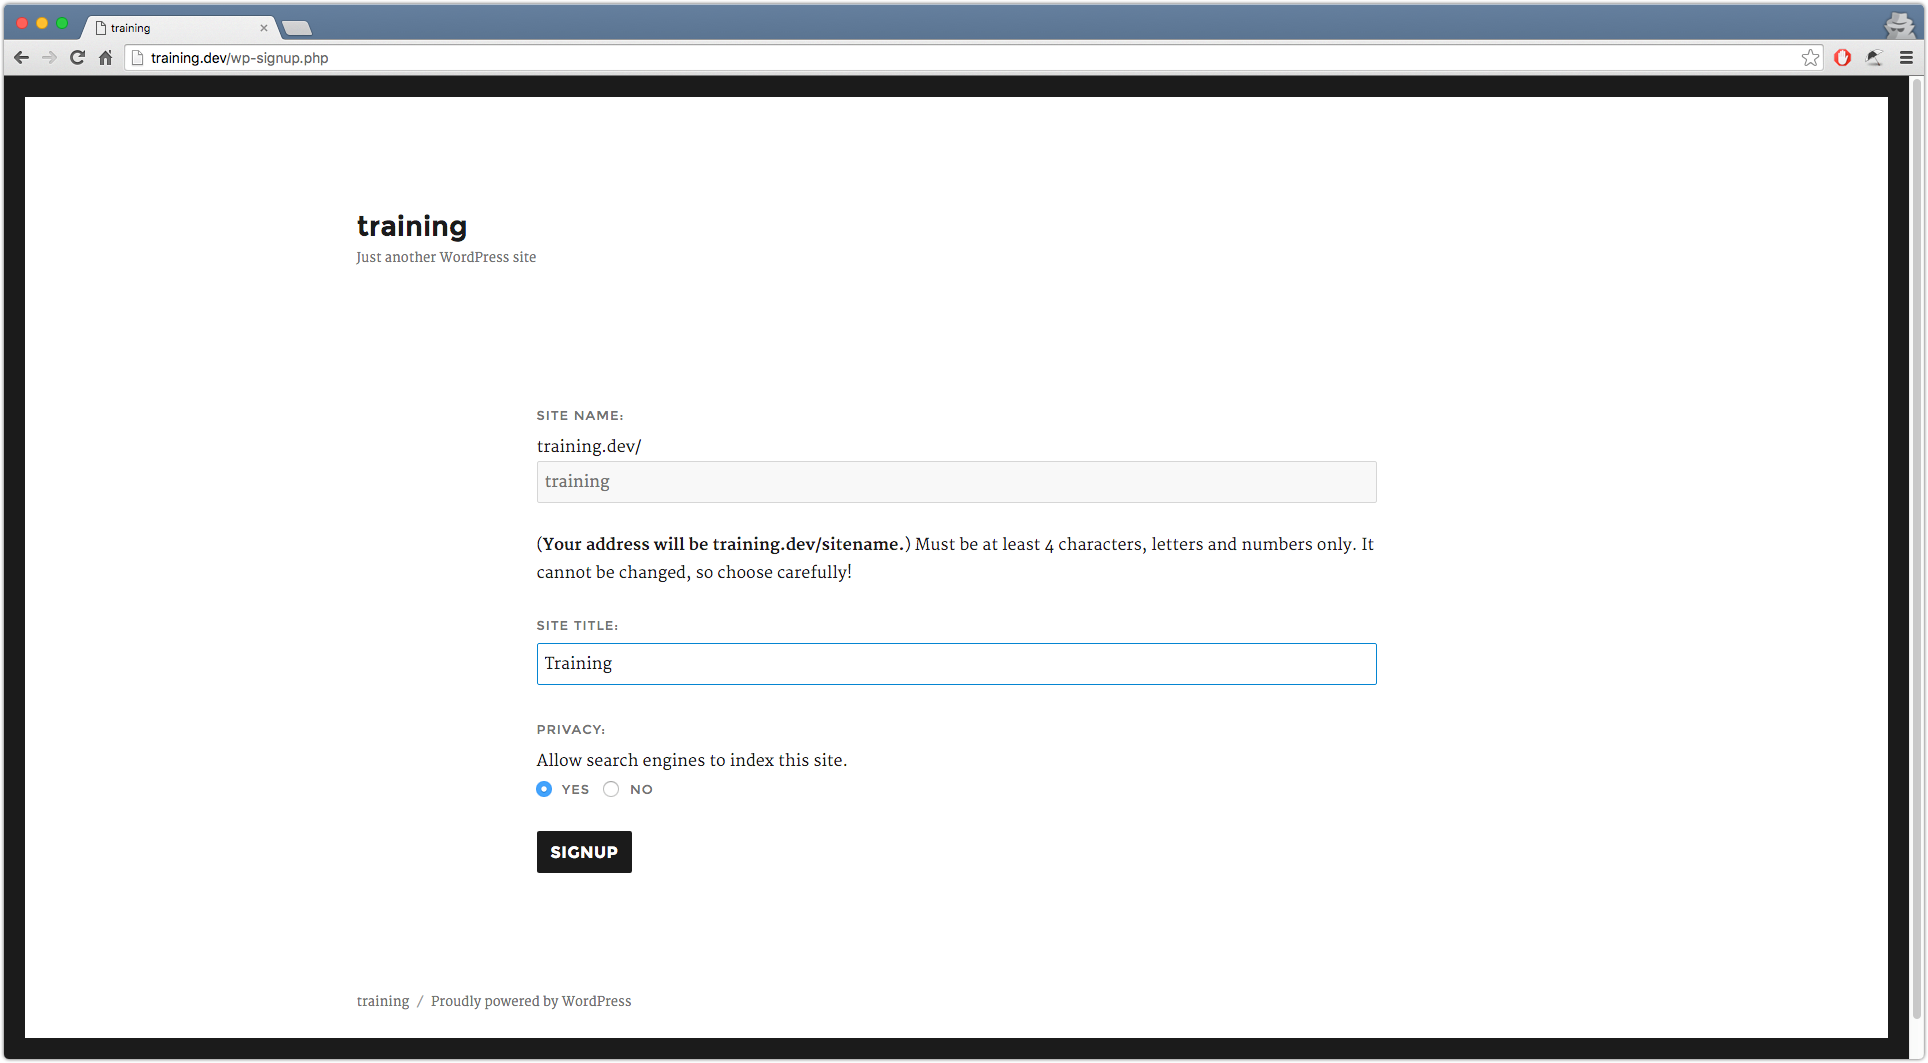 training
training.dev/wp-signup.php
training
Just another WordPress site
SITE NAME:
training.dev/
training
(Your address will be training.dev/sitename.) Must be at least 4 characters, letters and numbers only. It
cannot be changed, so choose carefully!
SITE TITLE:
Training
PRIVACY:
Allow search engines to index this site.
YES NO
SIGNUP
training / Proudly powered by WordPress